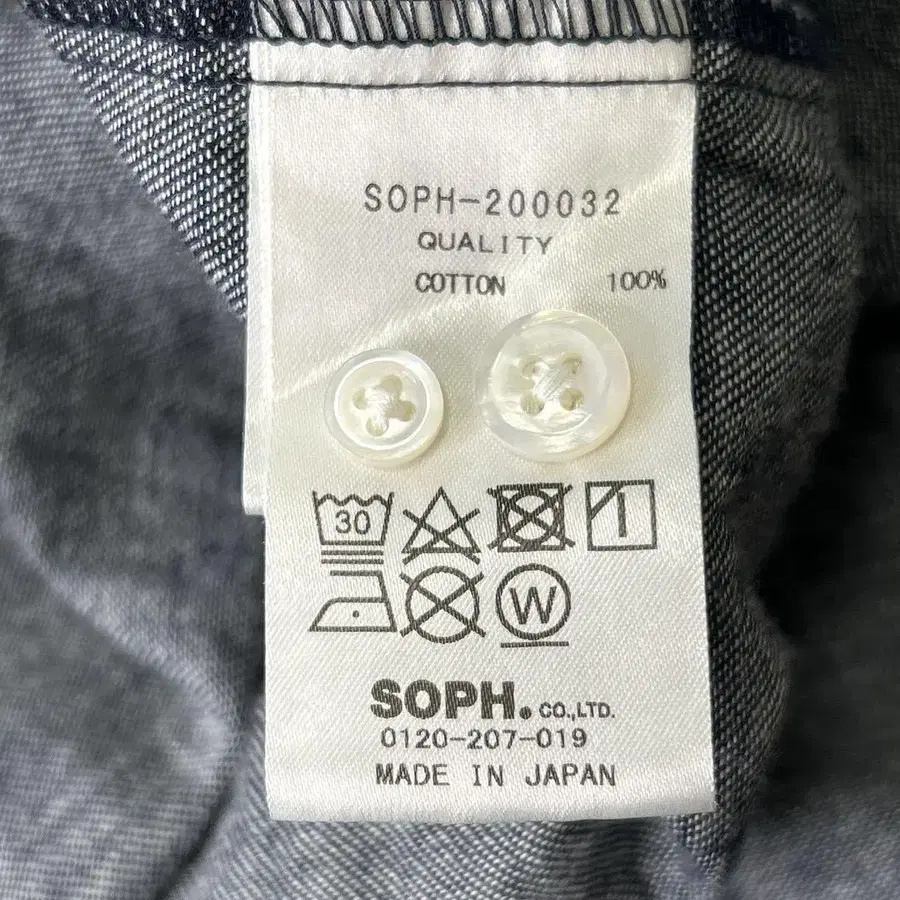 SOPH-200032
QUALITY
COTTON 100%
30
W
SOPH. CO.,LTD.
0120-207-019
MADE IN JAPAN